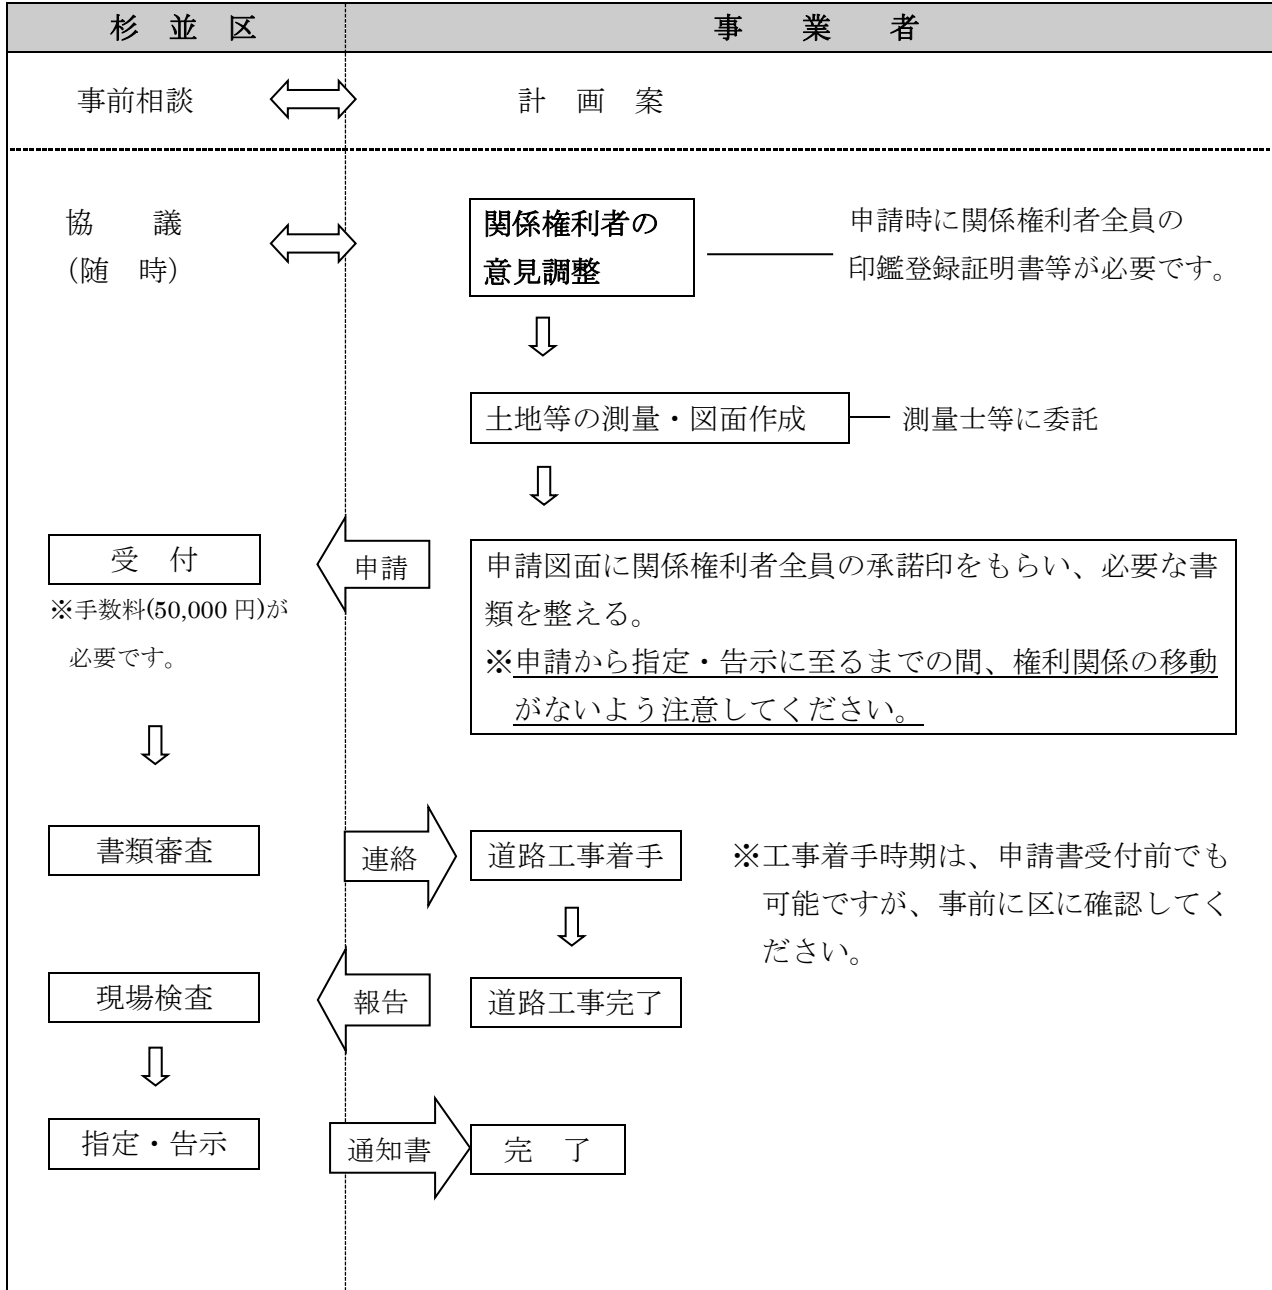 杉 並 区
事 業 者
事前相談
計 画 案
協 議
(随 時)
関係権利者の
意見調整
申請時に関係権利者全員の
印鑑登録証明書等が必要です。
土地等の測量・図面作成
測量士等に委託
受 付
申請
申請図面に関係権利者全員の承諾印をもらい、必要な書
類を整える。
※申請から指定・告示に至るまでの間、権利関係の移動
がないよう注意してください。
※手数料(50,000 円)が
必要です。
書類審査
連絡
道路工事着手
※工事着手時期は、申請書受付前でも
可能ですが、事前に区に確認してく
ださい。
現場検査
報告
道路工事完了
指定・告示
通知書
完 了